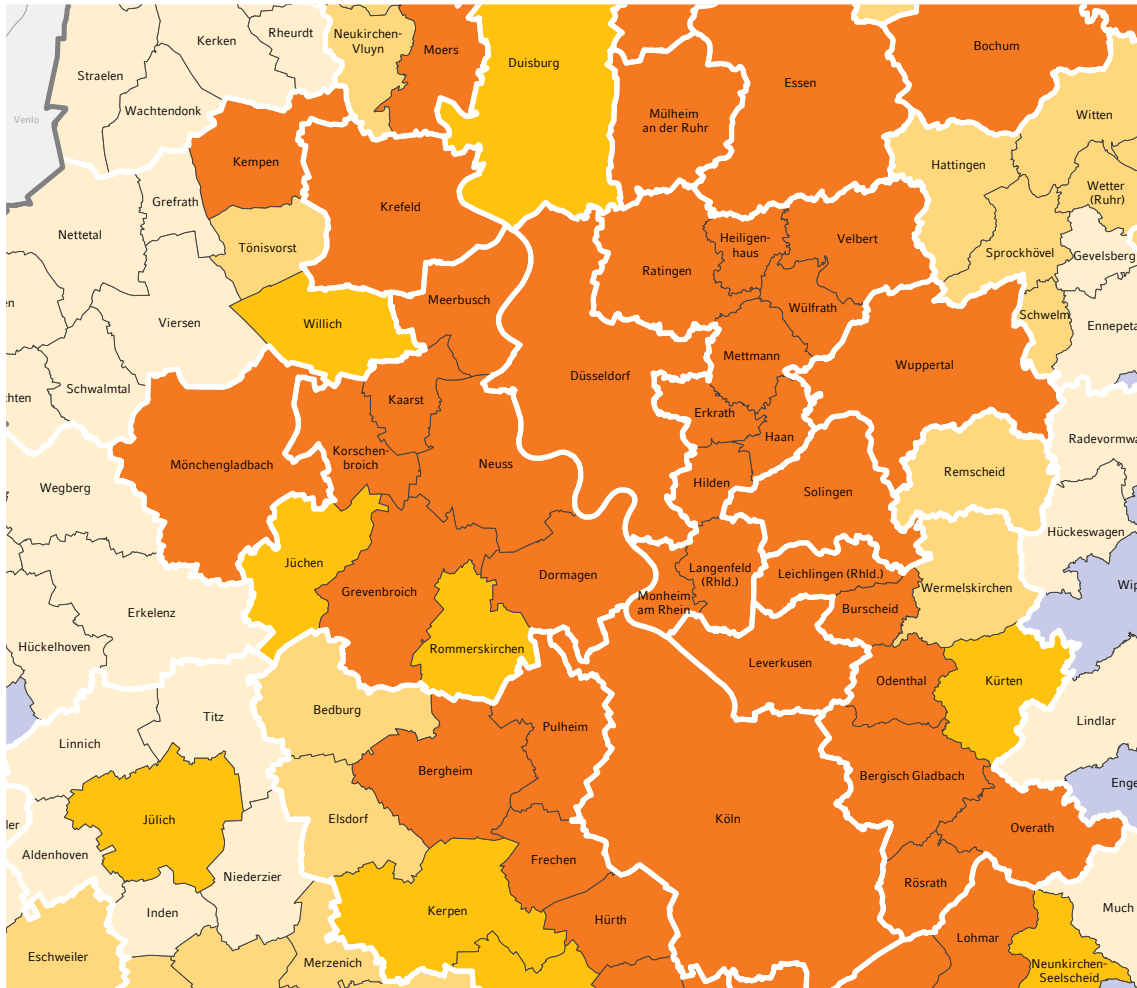 Kerken
Rheurdt
Neukirchen-
Vluyn
Moers
Duisburg
Bochum
Straelen
Wachtendonk
Venlo
Essen
Mülheim
an der Ruhr
Witten
Kempen
Hattingen
Wetter
(Ruhr)
Grefrath
Krefeld
Nettetal
Tönisvorst
Heiligen-
haus
Velbert
Sprockhövel
Gevelsberg
Ratingen
en
Meerbusch
Wülfrath
Schwelm
Viersen
Willich
Ennepeta
Mettmann
Wuppertal
Düsseldorf
Schwalmtal
chten
Kaarst
Erkrath
Haan
Radevormwa
Korschen-
broich
Mönchengladbach
Neuss
Remscheid
Wegberg
Hilden
Solingen
Hückeswagen
Jüchen
Dormagen
Langenfeld
(Rhld.)
Leichlingen (Rhld.)
Wip
Grevenbroich
Monheim
am Rhein
Wermelskirchen
Erkelenz
Burscheid
Hückelhoven
Rommerskirchen
Leverkusen
Odenthal
Kürten
Bedburg
Titz
Pulheim
Lindlar
Linnich
Bergheim
Bergisch Gladbach
Enge
Jülich
Elsdorf
Köln
ler
Overath
Aldenhoven
Frechen
Niederzier
Rösrath
Inden
Kerpen
Hürth
Much
Lohmar
Eschweiler
Merzenich
Neunkirchen-
Seelscheid